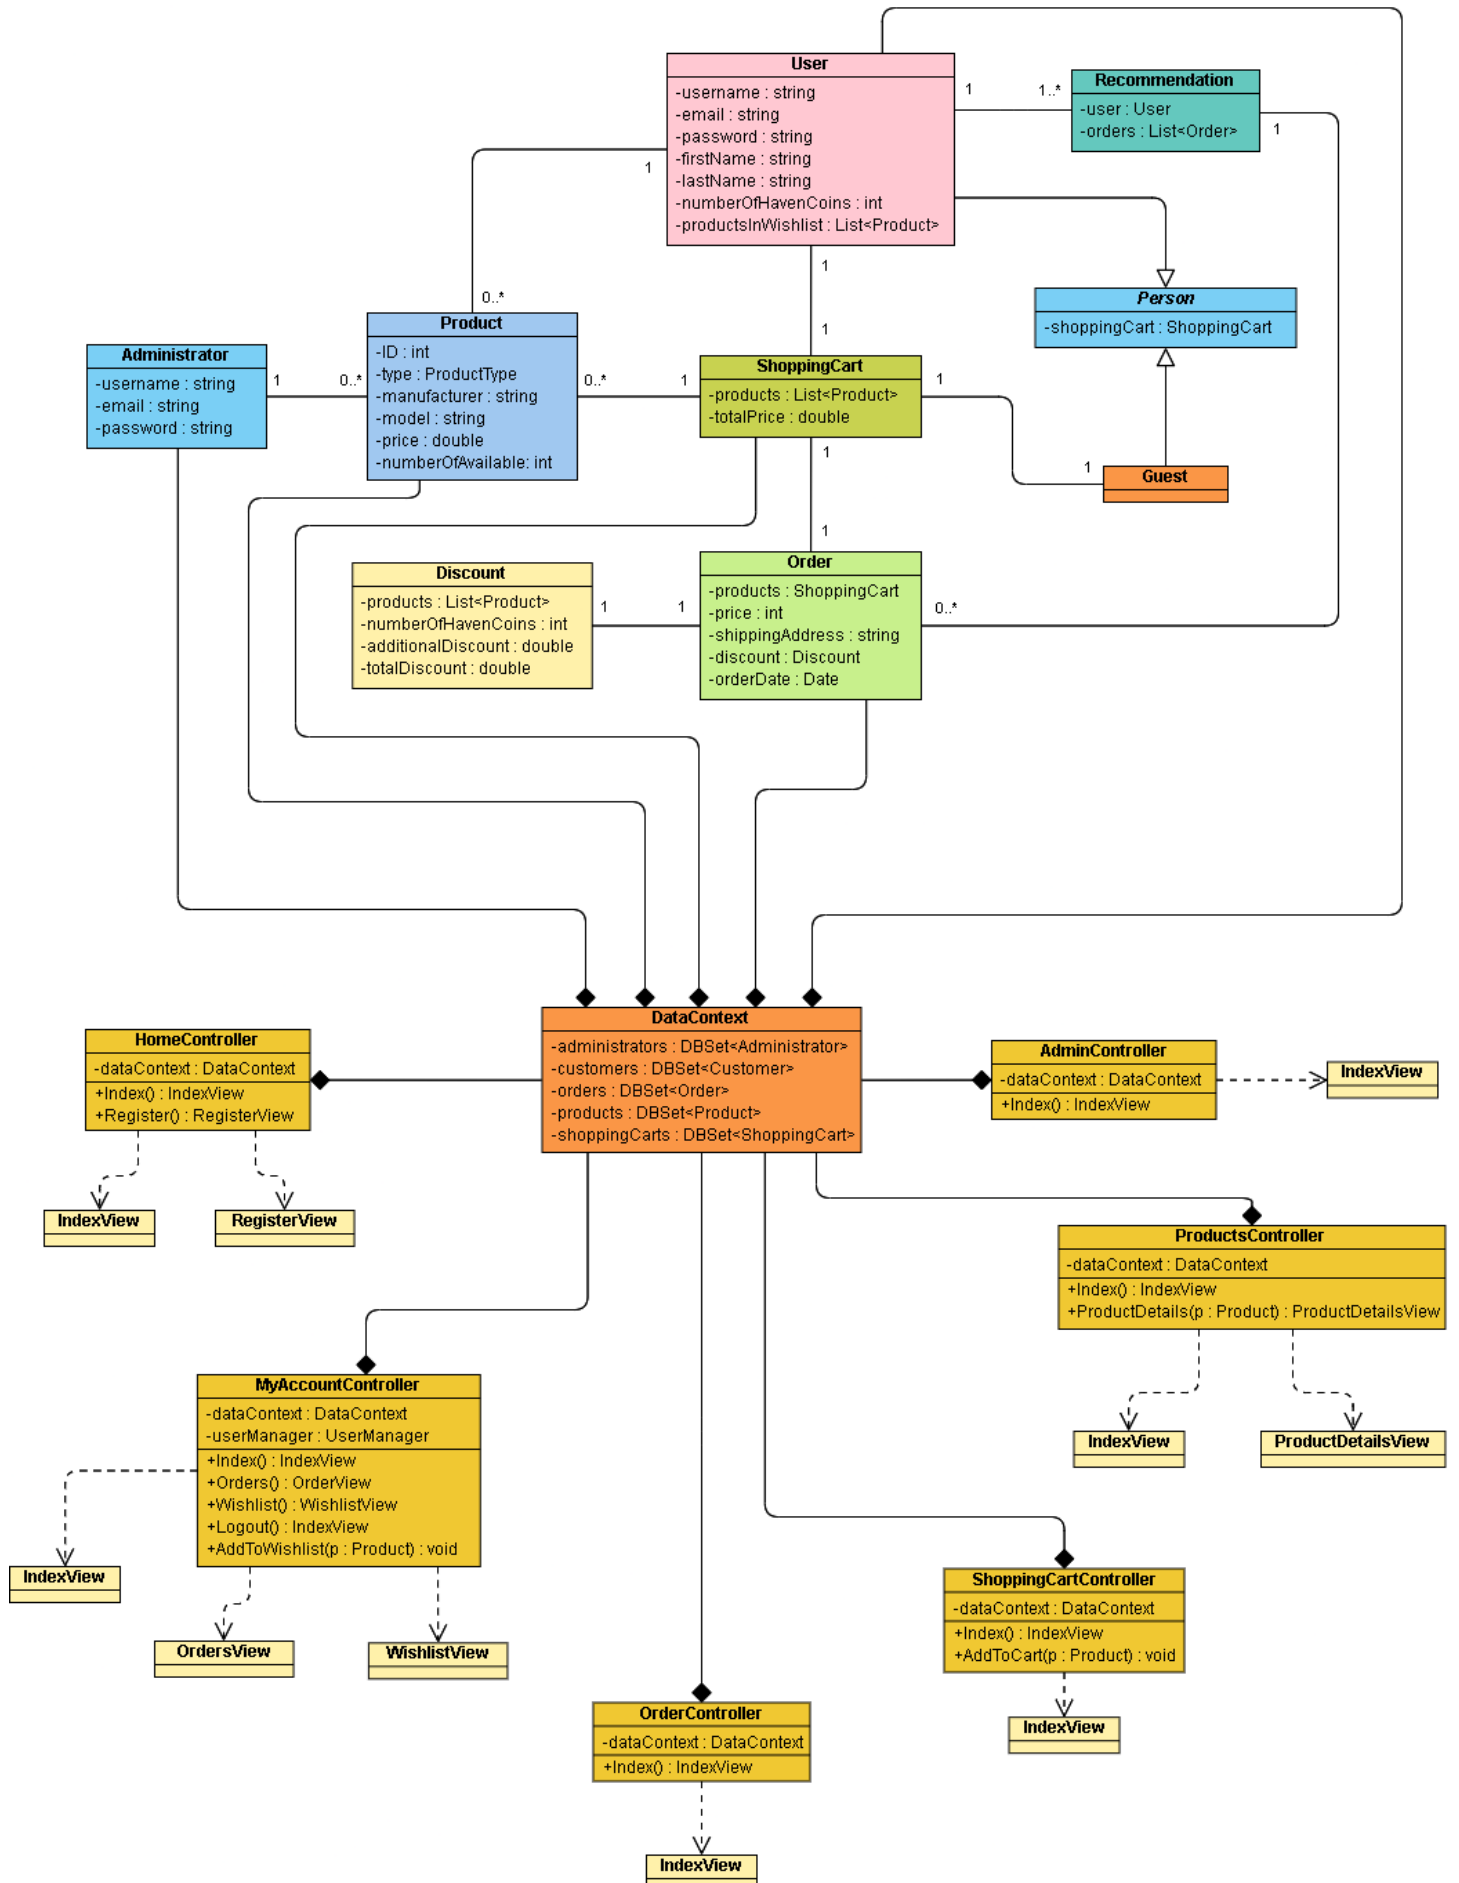 User
-username : string
-email : string
-password : string
-firstName : string
-lastName : string
-numberOfHavenCoins : int
-productsInWishlist : List<Product>
1
1..*
Recommendation
-user : User
-orders : List<Order>
1
1
0..*
1
1
Person
-shoppingCart : ShoppingCart
Administrator
-username : string
-email : string
-password : string
1
0..*
Product
-ID : int
-type : ProductType
-manufacturer : string
-model : string
-price : double
-numberOfAvailable: int
0..*
1
ShoppingCart
-products : List<Product>
-totalPrice : double
1
1
Guest
1
1
Discount
-products : List<Product>
-numberOfHavenCoins : int
-additionalDiscount : double
-totalDiscount : double
1
1
Order
-products : ShoppingCart
-price : int
-shippingAddress : string
-discount : Discount
-orderDate : Date
0..*
DataContext
-administrators : DBSet<Administrator>
-customers : DBSet<Customer>
-orders : DBSet<Order>
-products : DBSet<Product>
-shoppingCarts : DBSet<ShoppingCart>
HomeController
-dataContext : DataContext
+Index() : IndexView
+Register() : RegisterView
IndexView
RegisterView
AdminController
-dataContext : DataContext
+Index() : IndexView
IndexView
ProductsController
-dataContext : DataContext
+Index() : IndexView
+ProductDetails(p : Product) : ProductDetailsView
IndexView
ProductDetailsView
MyAccountController
-dataContext : DataContext
-userManager : UserManager
+Index() : IndexView
+Orders() : OrderView
+Wishlist() : WishlistView
+Logout() : IndexView
+AddToWishlist(p : Product) : void
IndexView
OrdersView
WishlistView
ShoppingCartController
-dataContext : DataContext
+Index() : IndexView
+AddToCart(p : Product) : void
IndexView
OrderController
-dataContext : DataContext
+Index() : IndexView
IndexView